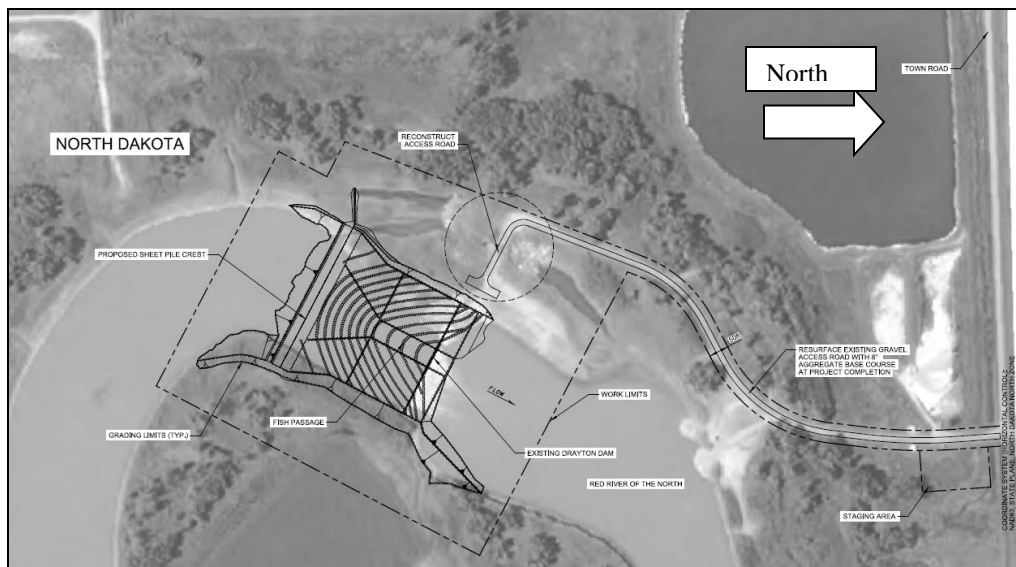 North
TOWN ROAD
RECONSTRUCT
ACCESS ROAD
NORTH DAKOTA
PROPOSED SHEET PILE CREST
50ft
RESURFACE EXISTING GRAVEL
ACCESS ROAD WITH 8"
AGGREGATE BASE COURSE
AT PROJECT COMPLETION
FLOW
WORK LIMITS
FISH PASSAGE
GRADING LIMITS (TYP.)
EXISTING DRAYTON DAM
RED RIVER OF THE NORTH
STAGING AREA
COORDINATE SYSTEM (HORIZONTAL CONTROL):
NAD83, STATE PLANE, NORTH DAKOTA NORTH ZONE